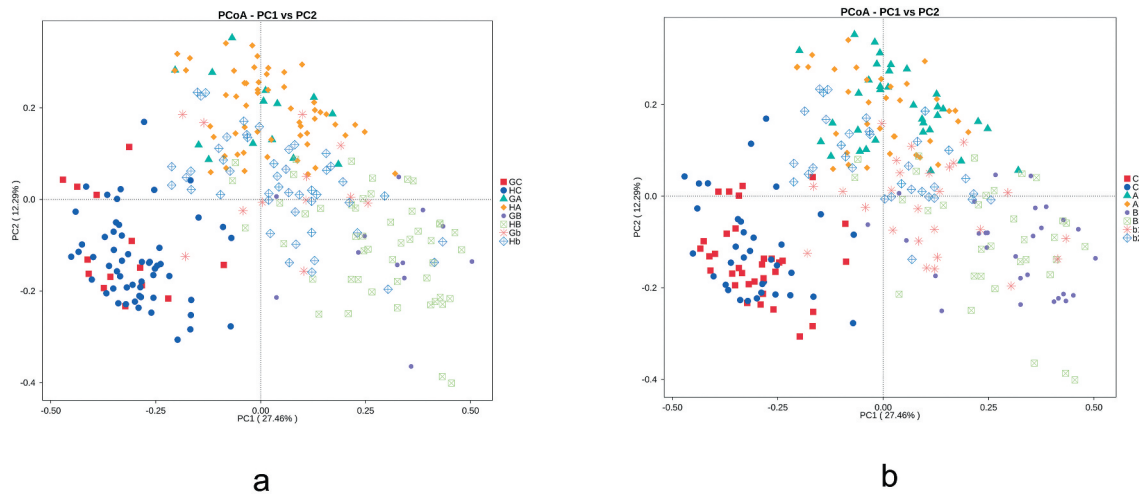 PCoA - PC1 vs PC2
PC2 ( 12.29% )
0.2
0.0
-0.2
-0.4
-0.50
-0.25
0.00
0.25
0.50
PC1 ( 27.46% )
GC
HC
GA
HA
GB
HB
Gb
Hb
a
PCoA - PC1 vs PC2
PC2 ( 12.29% )
0.2
0.0
-0.2
-0.4
-0.50
-0.25
0.00
0.25
0.50
PC1 ( 27.46% )
C
C
A
A
B
B
b
b
b